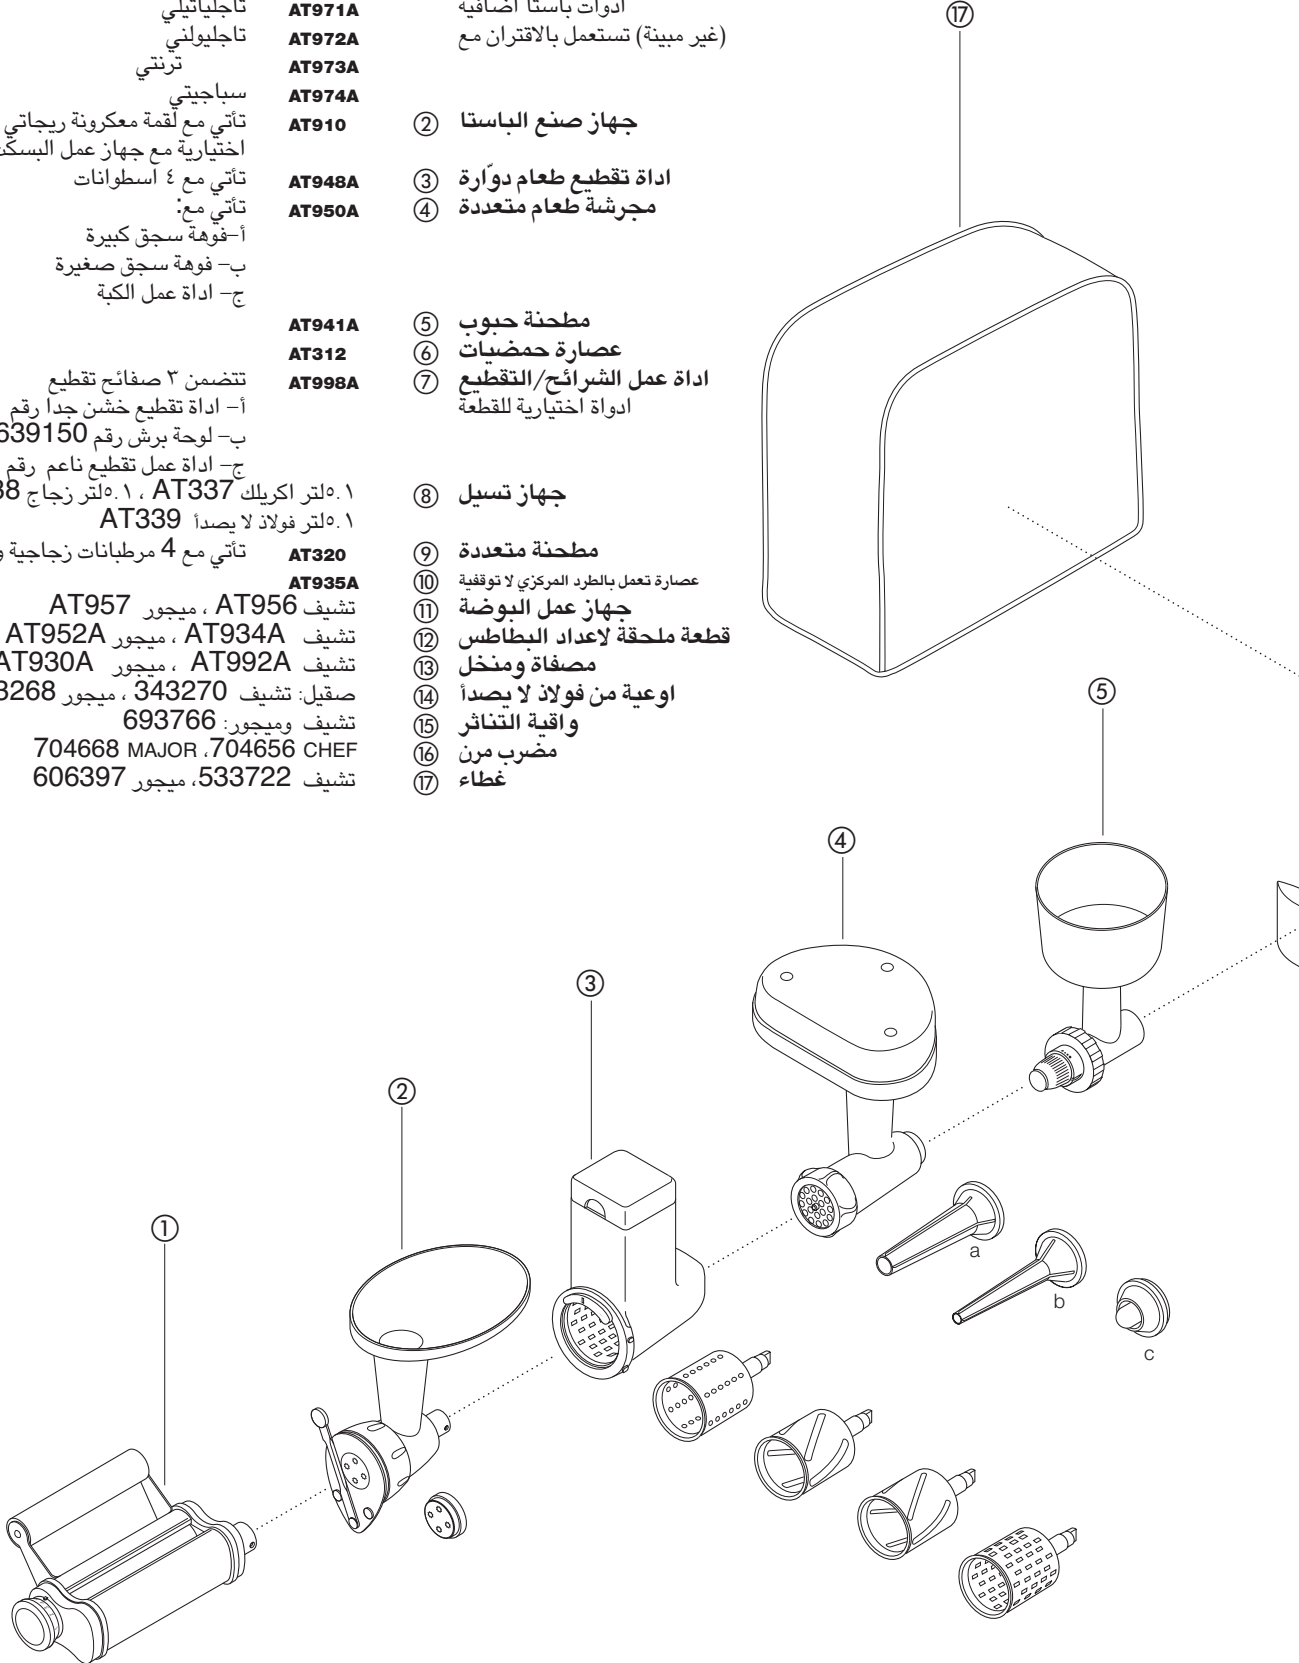 ادوات باستا اضافية AT971A تاجلياتيلي
(غير مبينة) تستعمل بالاقتران مع AT972A تاجليولني
AT973A ترنتي
AT974A سباجيتي
جهاز صنع الباستا ② AT910 تأتي مع لقمة معكرونة ريجاتي
اختيارية مع جهاز عمل
اداة تقطيع طعام دوّارة ③ AT948A تأتي مع ٤ اسطوانات
مجرشة طعام متعددة ④ AT950A تأتي مع:
أ–فوهة سجق كبيرة
ب– فوهة سجق صغيرة
ج– اداة عمل الكبة
مطحنة حبوب ⑤ AT941A
عصارة حمضيات ⑥ AT312
اداة عمل الشرائح/التقطيع ⑦ AT998A تتضمن ٣ صفائح تقطيع
ادواة اختيارية للقطعة أ– اداة تقطيع خشن جدا رقم
ب– لوحة برش رقم 639150
ج– اداة عمل تقطيع ناعم رقم
جهاز تسيل ⑧ ١.٥لتر اكريلك AT337 ، ١.٥لتر زجاج
١.٥لتر فولاذ لا يصدأ AT339
مطحنة متعددة ⑨ AT320 تأتي مع 4 مرطبانات زجاجية
عصارة تعمل بالطرد المركزي لا توقفية ⑩ AT935A
جهاز عمل البوضة ⑪ تشيف AT956 ، ميجور AT957
قطعة ملحقة لاعداد البطاطس ⑫ تشيف AT934A ، ميجور AT952A
مصفاة ومنخل ⑬ تشيف AT992A ، ميجور AT930A
اوعية من فولاذ لا يصدأ ⑭ صقيل: تشيف 343270 ، ميجور
واقية التناثر ⑮ تشيف وميجور: 693766
مضرب مرن ⑯ 704656 CHEF، 704668 MAJOR
غطاء ⑰ تشيف 533722، ميجور 606397
⑰
⑤
④
③
②
①
a
b
c